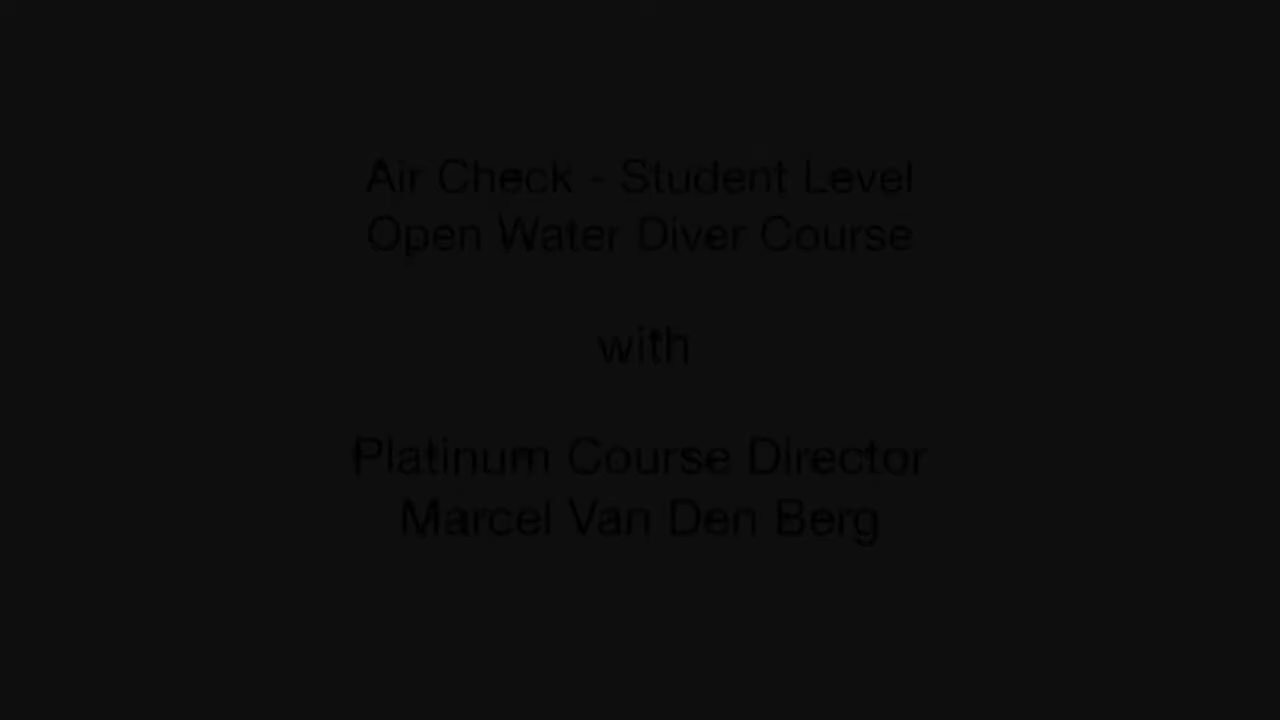 Air Check - Student Level
Open Water Diver Course
with
Platinum Course Director
Marcel Van Den Berg